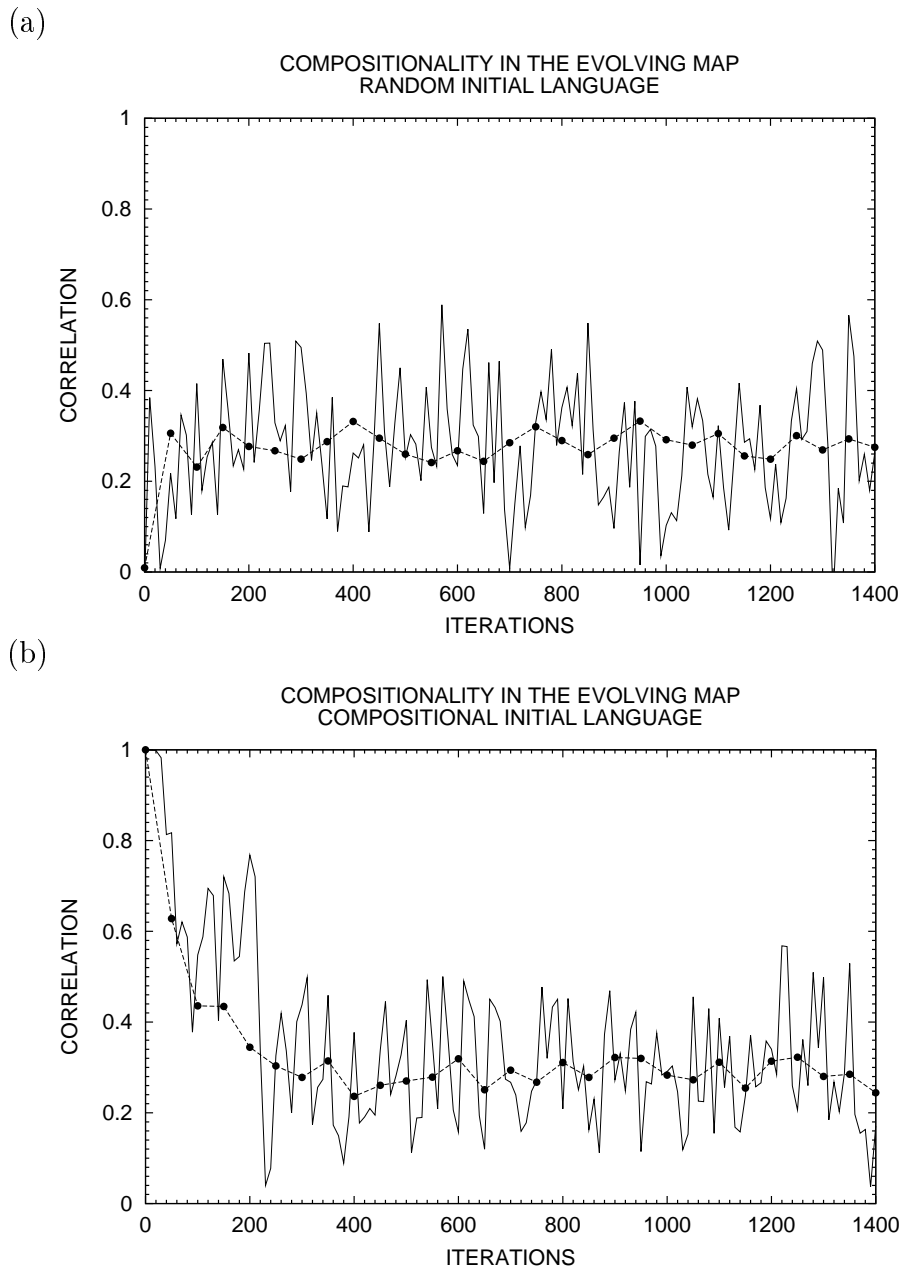 (a)
COMPOSITIONALITY IN THE EVOLVING MAP
RANDOM INITIAL LANGUAGE
1
0.8
0.6
0.4
0.2
0
CORRELATION
0 200 400 600 800 1000 1200 1400
ITERATIONS
(b)
COMPOSITIONALITY IN THE EVOLVING MAP
COMPOSITIONAL INITIAL LANGUAGE
1
0.8
0.6
0.4
0.2
0
CORRELATION
0 200 400 600 800 1000 1200 1400
ITERATIONS